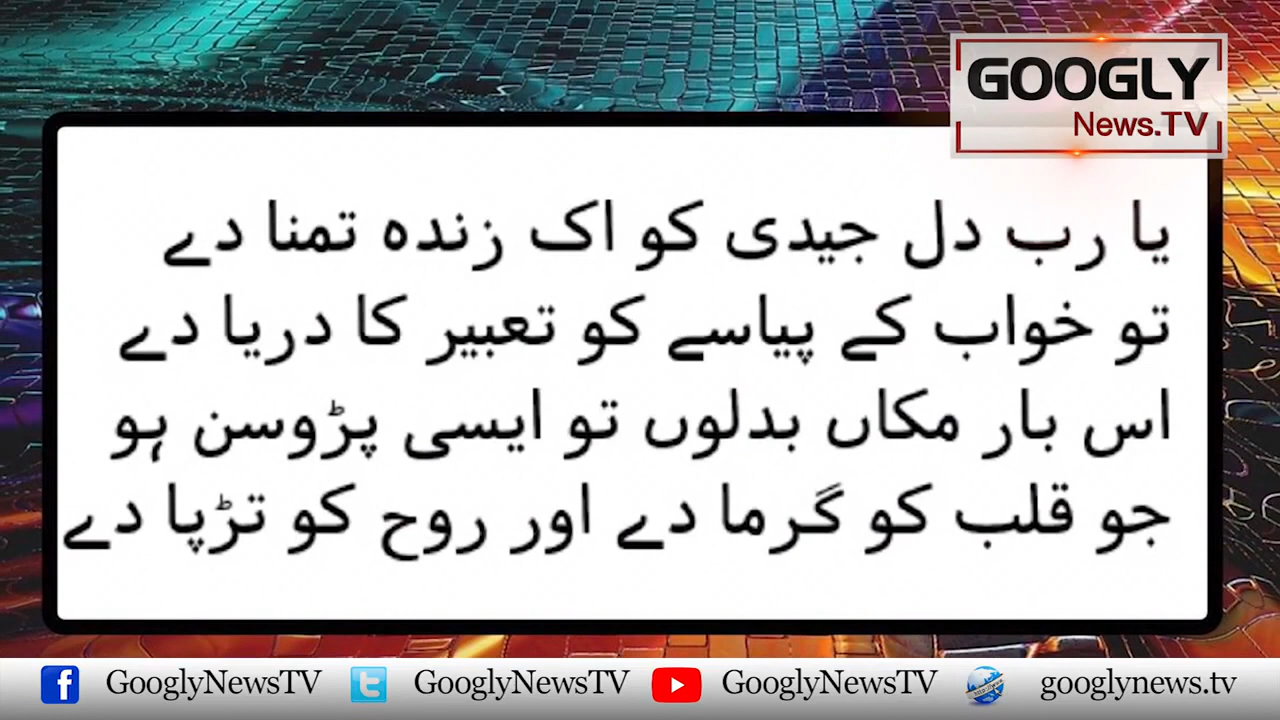 GOOGLY
News.TV
یا رب دل جیدی کو اک زندہ تمنا دے
تو خواب کے پیاسے کو تعبیر کا دریا دے
اس بار مکاں بدلوں تو ایسی پڑوسن ہو
جو قلب کو گرما دے اور روح کو تڑپا دے
GooglyNewsTV GooglyNewsTV GooglyNewsTV googlynews.tv